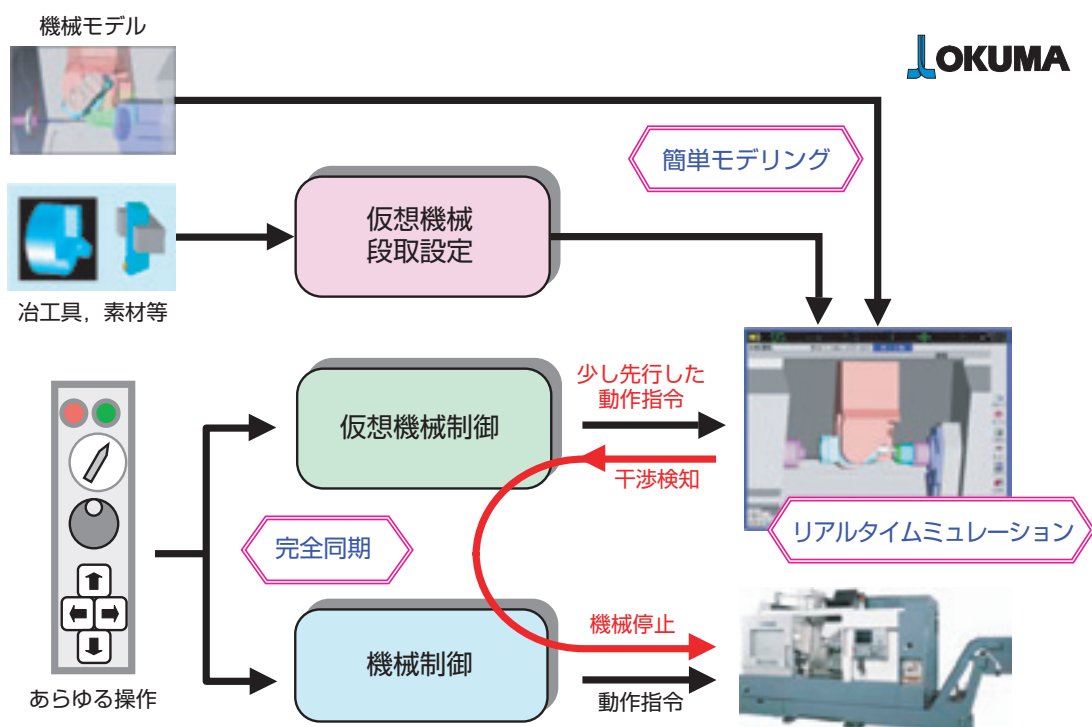 機械モデル
OKUMA
簡単モデリング
仮想機械
段取設定
冶工具，素材等
少し先行した
動作指令
仮想機械制御
干渉検知
リアルタイムミュレーション
完全同期
機械停止
機械制御
動作指令
あらゆる操作